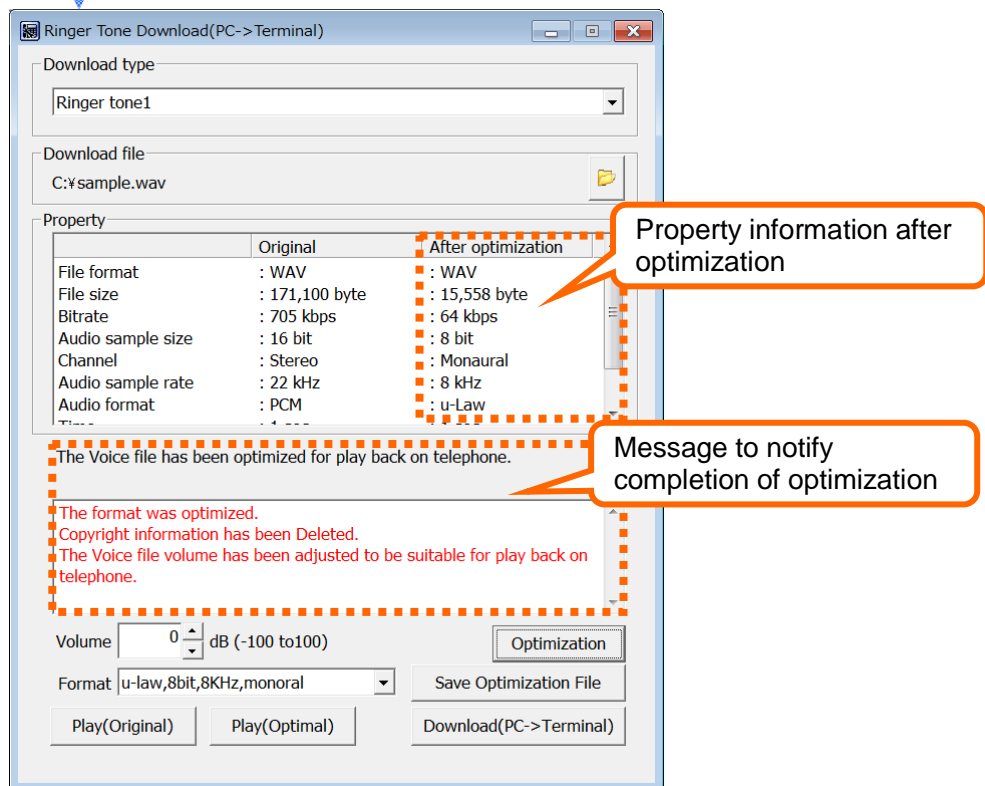 Ringer Tone Download(PC->Terminal)
Download type
Ringer tone1
Download file
C:¥sample.wav
Property
Original After optimization
File format : WAV : WAV
File size : 171,100 byte : 15,558 byte
Bitrate : 705 kbps : 64 kbps
Audio sample size : 16 bit : 8 bit
Channel : Stereo : Monaural
Audio sample rate : 22 kHz : 8 kHz
Audio format : PCM : u-Law
Property information after
optimization
The Voice file has been optimized for play back on telephone.
Message to notify
completion of optimization
The format was optimized.
Copyright information has been Deleted.
The Voice file volume has been adjusted to be suitable for play back on
telephone.
Volume 0 dB (-100 to100)
Optimization
Format u-law,8bit,8KHz,monoral
Save Optimization File
Play(Original) Play(Optimal) Download(PC->Terminal)